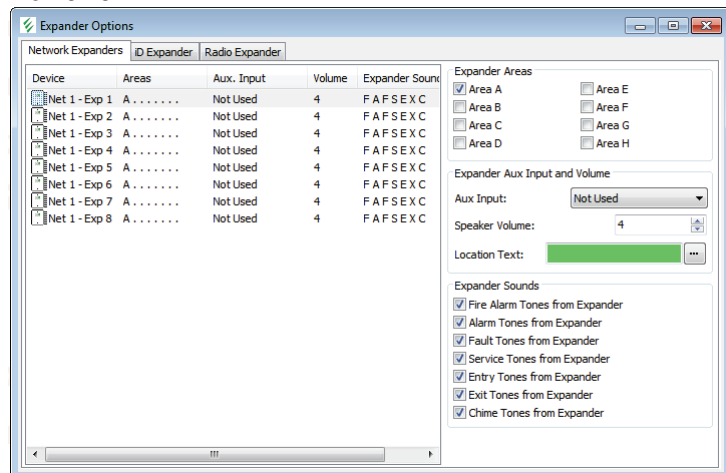 Expander Options
Network Expanders iD Expander Radio Expander
Device Areas Aux. Input Volume Expander Soun
Net 1 - Exp 1 A . . . . . . . Not Used 4 F A F S E X C
Net 1 - Exp 2 A . . . . . . . Not Used 4 F A F S E X C
Net 1 - Exp 3 A . . . . . . . Not Used 4 F A F S E X C
Net 1 - Exp 4 A . . . . . . . Not Used 4 F A F S E X C
Net 1 - Exp 5 A . . . . . . . Not Used 4 F A F S E X C
Net 1 - Exp 6 A . . . . . . . Not Used 4 F A F S E X C
Net 1 - Exp 7 A . . . . . . . Not Used 4 F A F S E X C
Net 1 - Exp 8 A . . . . . . . Not Used 4 F A F S E X C
Expander Areas
Area A Area E
Area B Area F
Area C Area G
Area D Area H
Expander Aux Input and Volume
Aux Input: Not Used
Speaker Volume: 4
Location Text: ...
Expander Sounds
Fire Alarm Tones from Expander
Alarm Tones from Expander
Fault Tones from Expander
Service Tones from Expander
Entry Tones from Expander
Exit Tones from Expander
Chime Tones from Expander